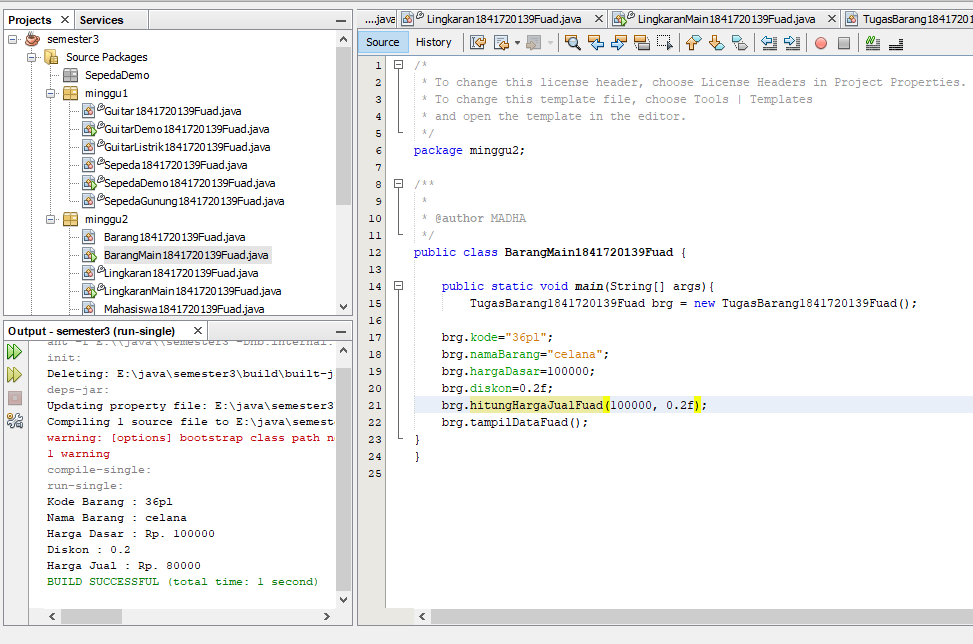 Projects
Services
semester3
Source Packages
SepedaDemo
minggu1
Guitar1841720139Fuad.java
GuitarDemo1841720139Fuad.java
GuitarListrik1841720139Fuad.java
Sepeda1841720139Fuad.java
SepedaDemo1841720139Fuad.java
SepedaGunung1841720139Fuad.java
minggu2
Barang1841720139Fuad.java
BarangMain1841720139Fuad.java
Lingkaran1841720139Fuad.java
LingkaranMain1841720139Fuad.java
Mahasiswa1841720139Fuad.java
Output - semester3 (run-single)
ant -f E:\\java\\semester3 -Dnb.internal.
init:
Deleting: E:\java\semester3\build\built-j
deps-jar:
Updating property file: E:\java\semester3
Compiling 1 source file to E:\java\semest
warning: [options] bootstrap class path n
1 warning
compile-single:
run-single:
Kode Barang : 36pl
Nama Barang : celana
Harga Dasar : Rp. 100000
Diskon : 0.2
Harga Jual : Rp. 80000
BUILD SUCCESSFUL (total time: 1 second)
....java
Lingkaran1841720139Fuad.java
LingkaranMain1841720139Fuad.java
TugasBarang1841720
Source
History
1 /*
2 * To change this license header, choose License Headers in Project Properties.
3 * To change this template file, choose Tools | Templates
4 * and open the template in the editor.
5 */
6 package minggu2;
7
8 /**
9 *
10 * @author MADHA
11 */
12 public class BarangMain1841720139Fuad {
13
14 public static void main(String[] args){
15 TugasBarang1841720139Fuad brg = new TugasBarang1841720139Fuad();
16
17 brg.kode="36pl";
18 brg.namaBarang="celana";
19 brg.hargaDasar=100000;
20 brg.diskon=0.2f;
21 brg.hitungHargaJualFuad(100000, 0.2f);
22 brg.tampilDataFuad();
23 }
24 }
25